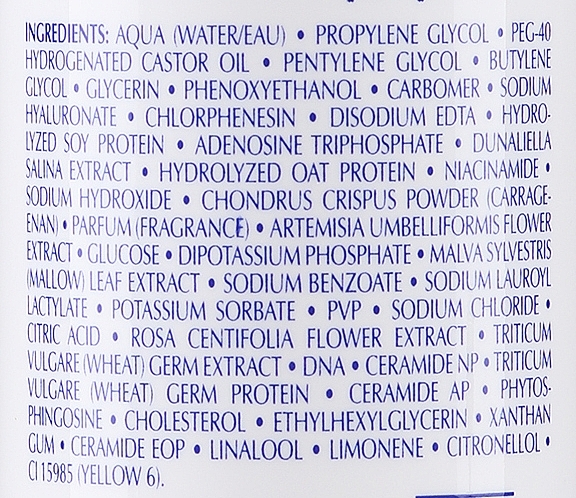 INGREDIENTS: AQUA (WATER/EAU) • PROPYLENE GLYCOL • PEG-40
HYDROGENATED CASTOR OIL • PENTYLENE GLYCOL • BUTYLENE
GLYCOL • GLYCERIN • PHENOXYETHANOL • CARBOMER • SODIUM
HYALURONATE • CHLORPHENESIN • DISODIUM EDTA • HYDRO-
LYZED SOY PROTEIN • ADENOSINE TRIPHOSPHATE • DUNALIELLA
SALINA EXTRACT • HYDROLYZED OAT PROTEIN • NIACINAMIDE •
SODIUM HYDROXIDE • CHONDRUS CRISPUS POWDER (CARRAGE-
ENAN) • PARFUM (FRAGRANCE) • ARTEMISIA UMBELLIFORMIS FLOWER
EXTRACT • GLUCOSE • DIPOTASSIUM PHOSPHATE • MALVA SYLVESTRIS
(MALLOW) LEAF EXTRACT • SODIUM BENZOATE • SODIUM LAUROYL
LACTYLATE • POTASSIUM SORBATE • PVP • SODIUM CHLORIDE •
CITRIC ACID • ROSA CENTIFOLIA FLOWER EXTRACT • TRITICUM
VULGARE (WHEAT) GERM EXTRACT • DNA • CERAMIDE NP • TRITICUM
VULGARE (WHEAT) GERM PROTEIN • CERAMIDE AP • PHYTOS-
PHINGOSINE • CHOLESTEROL • ETHYLHEXYLGLYCERIN • XANTHAN
GUM • CERAMIDE EOP • LINALOOL • LIMONENE • CITRONELLOL •
CI 15985 (YELLOW 6).